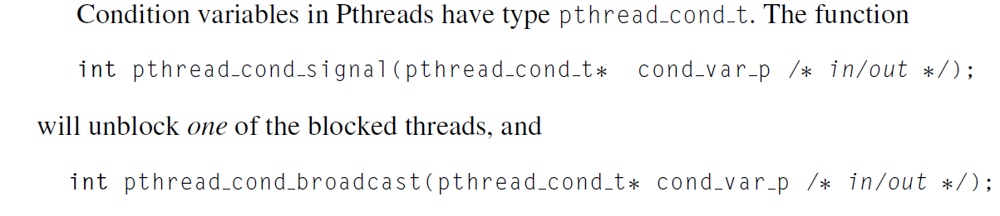 Condition variables in Pthreads have type pthread_cond_t. The function
int pthread_cond_signal(pthread_cond_t* cond_var_p /* in/out */);
will unblock one of the blocked threads, and
int pthread_cond_broadcast(pthread_cond_t* cond_var_p /* in/out */);